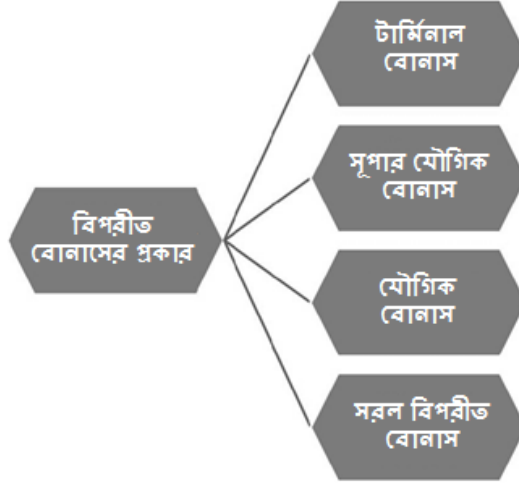 টার্মিনাল
বোনাস
সূপার যৌগিক
বোনাস
বিপরীত
বোনাসের প্রকার
যৌগিক
বোনাস
সরল বিপরীত
বোনাস